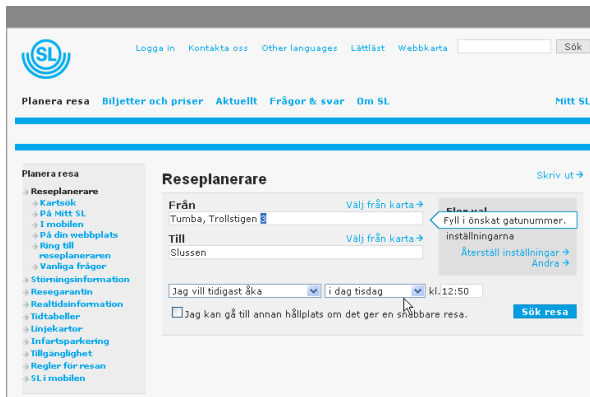 SL
Logga in Kontakta oss Other languages Lättläst Webbkarta Sök
Planera resa Biljetter och priser Aktuellt Frågor & svar Om SL Mitt SL
Planera resa
Reseplanerare
Kartsök
På Mitt SL
I mobilen
På din webbplats
Ring till
reseplaneraren
Vanliga frågor
Störningsinformation
Resegarantin
Realtidsinformation
Tidtabeller
Linjekartor
Infartsparkering
Tillgänglighet
Regler för resan
SL i mobilen
Reseplanerare
Skriv ut
Från Välj från karta
Tumba, Trollstigen 3
Till Välj från karta
Slussen
Fler val
Fyll i önskat gatunummer.
inställningarna
Återställ inställningar
Ändra
Jag vill tidigast åka i dag tisdag kl. 12:50
Jag kan gå till annan hållplats om det ger en snabbare resa.
Sök resa